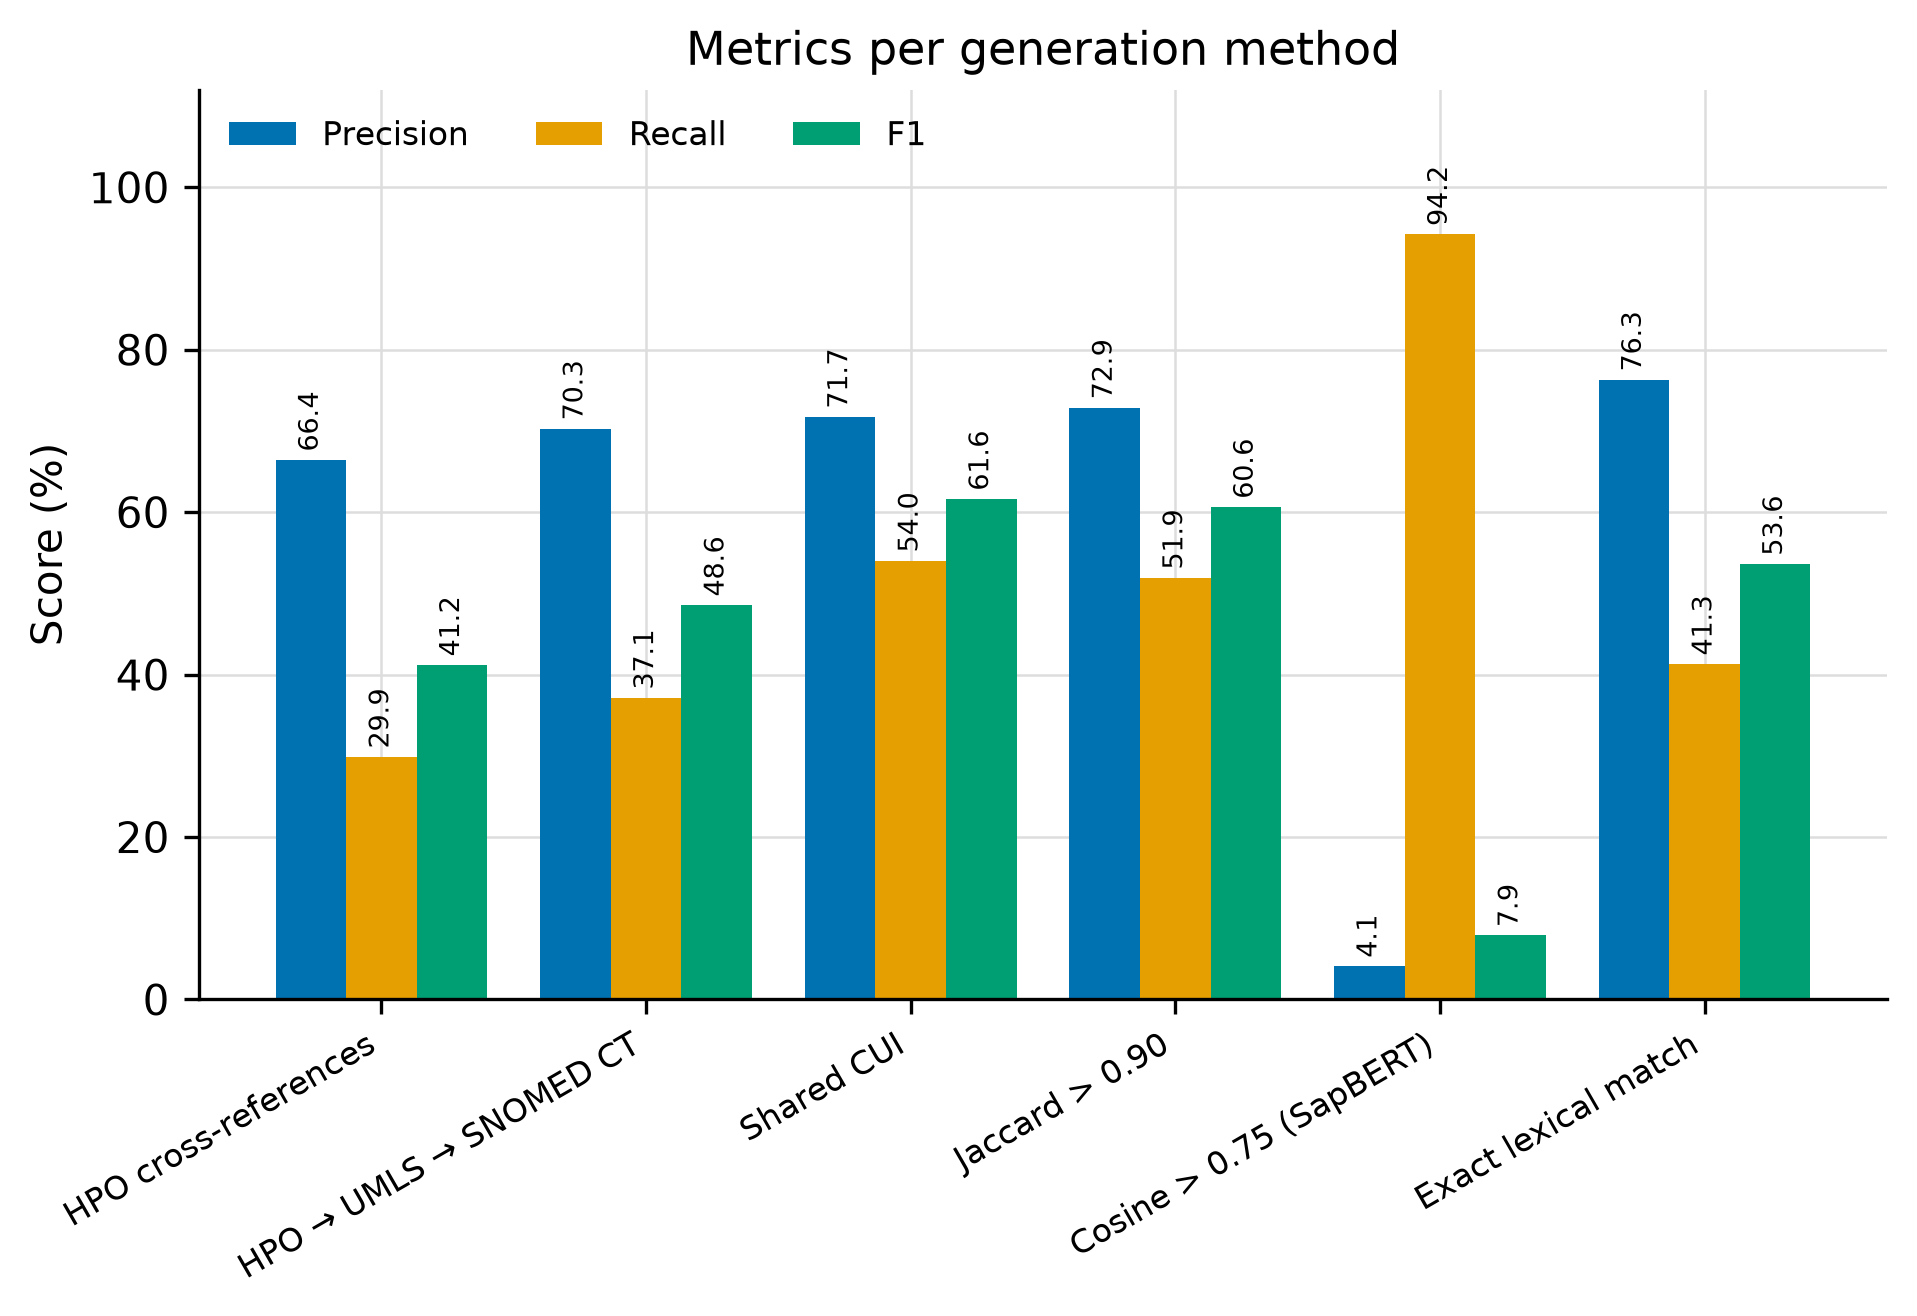 Metrics per generation method
Precision Recall F1
Score (%)
100
80
60
40
20
0
66.4 29.9 41.2
70.3 37.1 48.6
71.7 54.0 61.6
72.9 51.9 60.6
4.1 94.2 7.9
76.3 41.3 53.6
HPO cross-references
HPO → UMLS → SNOMED CT
Shared CUI
Jaccard > 0.90
Cosine > 0.75 (SapBERT)
Exact lexical match